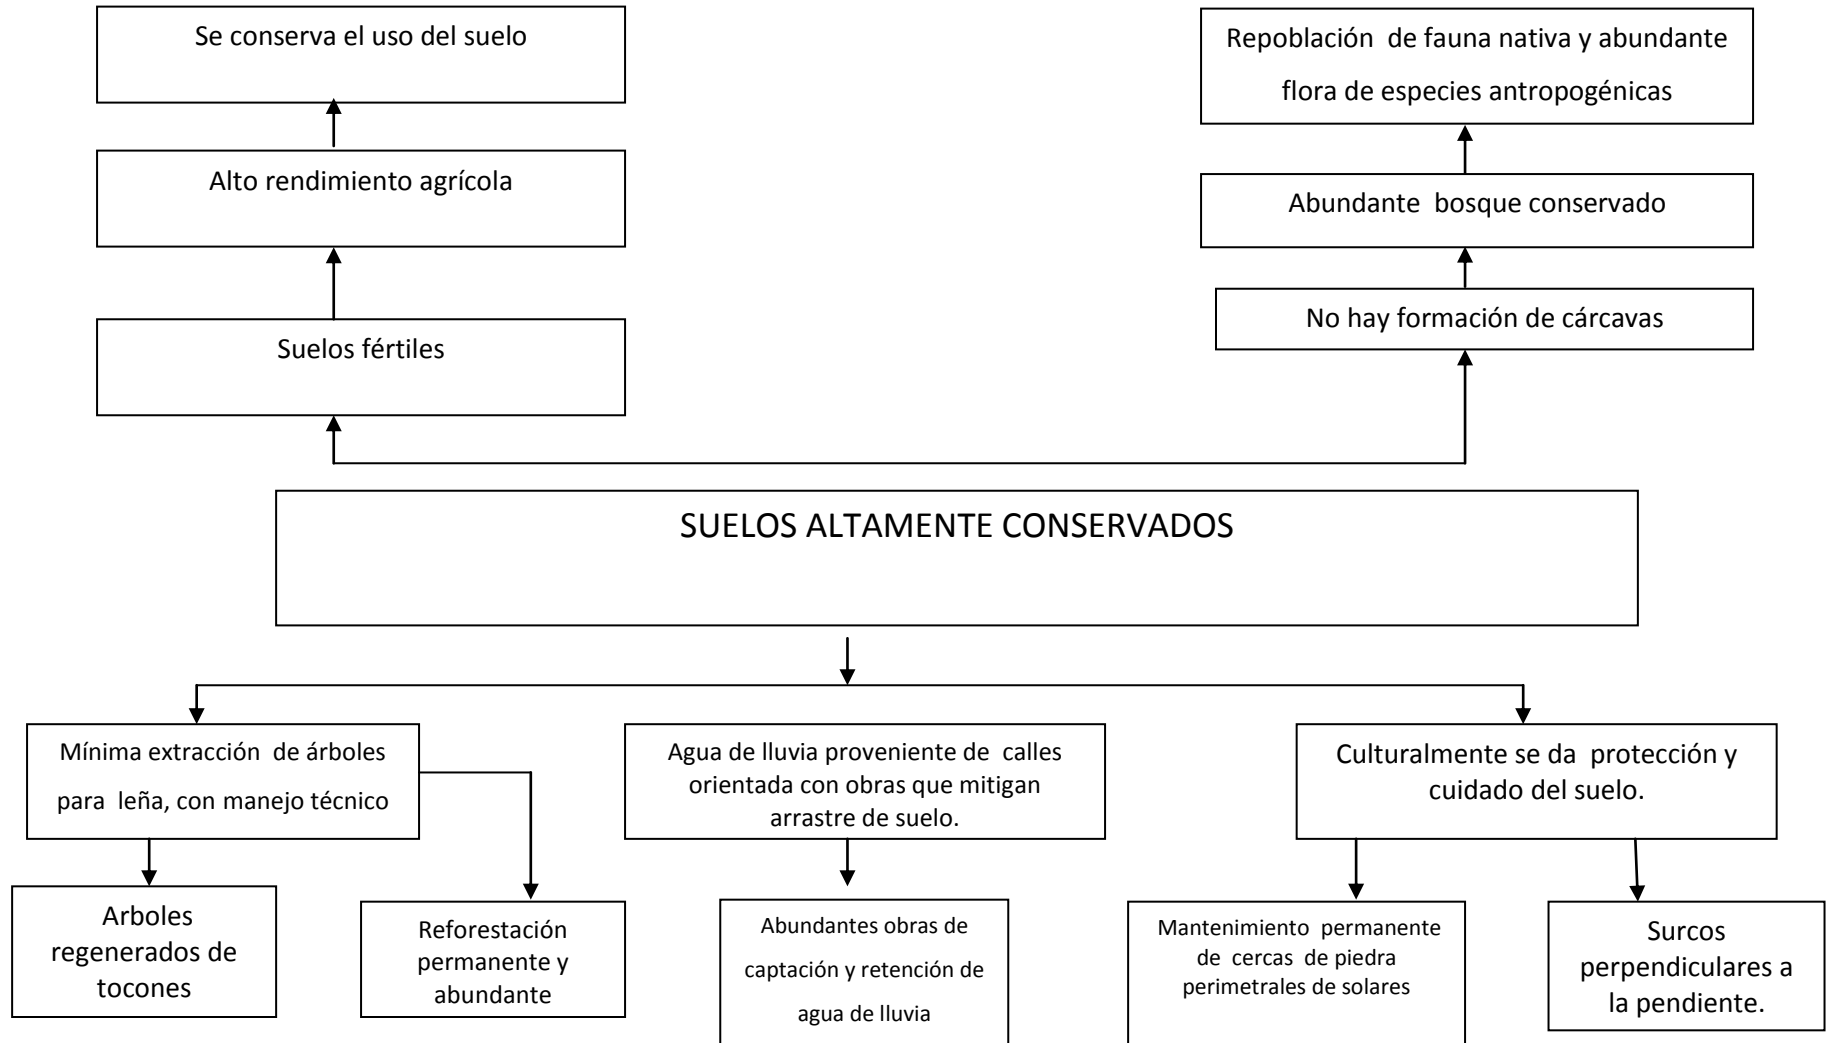 Se conserva el uso del suelo
Repoblación de fauna nativa y abundante
flora de especies antropogénicas
Alto rendimiento agrícola
Abundante bosque conservado
Suelos fértiles
No hay formación de cárcavas
SUELOS ALTAMENTE CONSERVADOS
Mínima extracción de árboles
para leña, con manejo técnico
Agua de lluvia proveniente de calles
orientada con obras que mitigan
arrastre de suelo.
Culturalmente se da protección y
cuidado del suelo.
Arboles
regenerados de
tocones
Reforestación
permanente y
abundante
Abundantes obras de
captación y retención de
agua de lluvia
Mantenimiento permanente
de cercas de piedra
perimetrales de solares
Surcos
perpendiculares a
la pendiente.